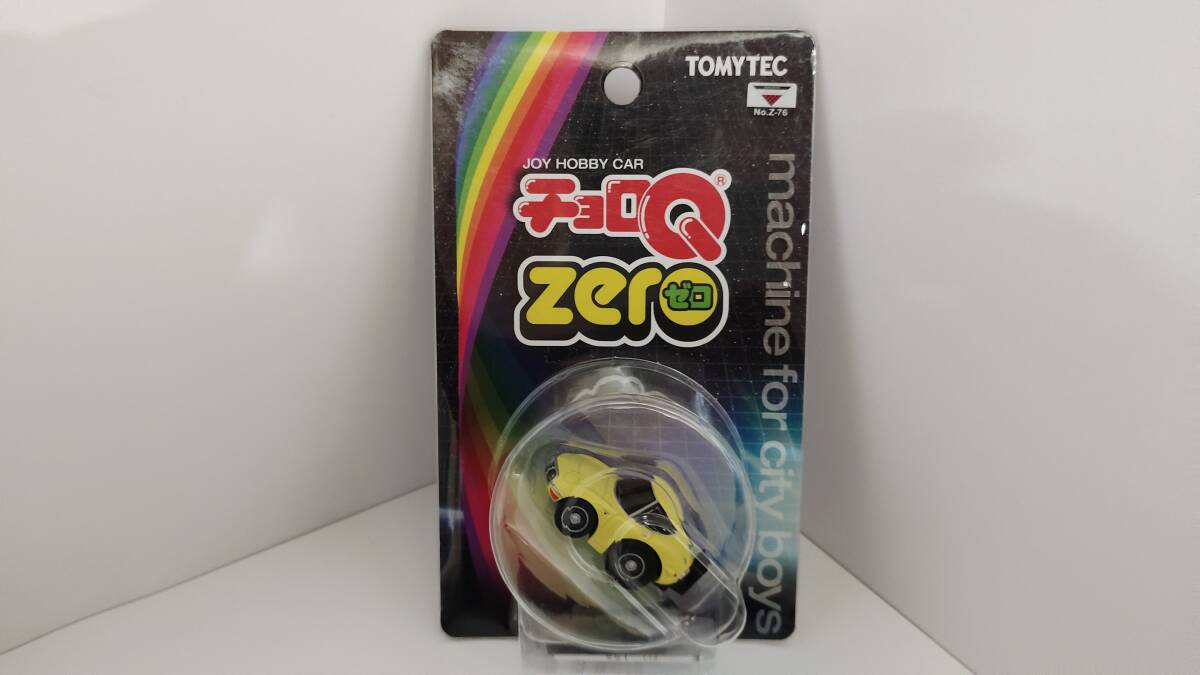 TOMYTEC
No.Z-76
JOY HOBBY CAR
チョロQ®
zero
ゼロ
machine for city boys